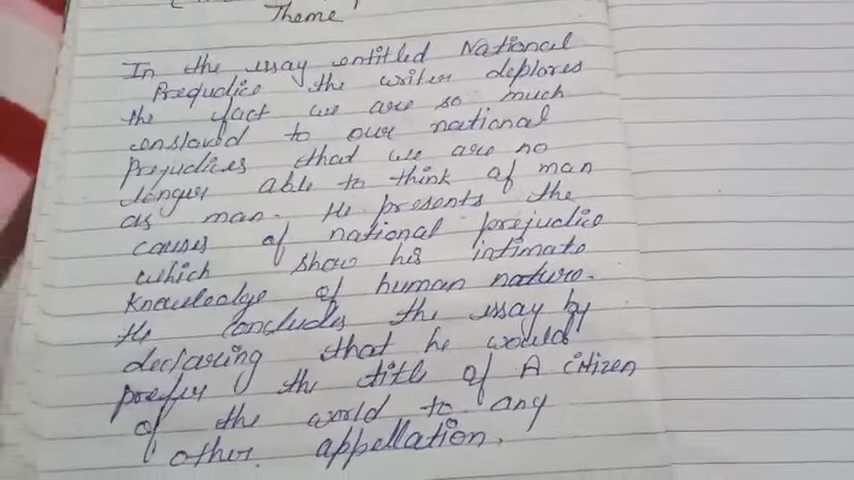 Theme
In the essay entitled National
Prequdice the writer deplores
the fact we are so much
enslaved to our national
Prejudices that we are no
longer able to think of man
as man. He presents the
causes of national prejudice
which show his intimate
knowledge of human nature.
He concludes the essay by
declaring that he would
prefer the title of A citizen
of the world to any
other appellation.